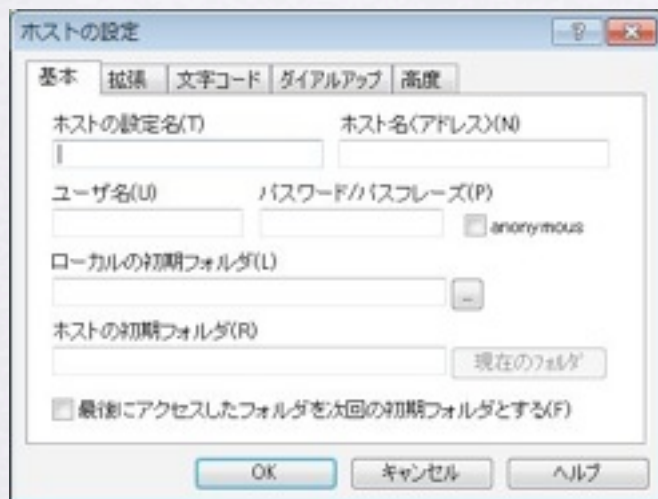 ホストの設定
基本 拡張 文字コード ダイアルアップ 高度
ホストの設定名(T) ホスト名(アドレス)(N)
ユーザ名(U) パスワード/パスフレーズ(P)
anonymous
ローカルの初期フォルダ(L)
...
ホストの初期フォルダ(R)
現在のフォルダ
最後にアクセスしたフォルダを次回の初期フォルダとする(F)
OK キャンセル ヘルプ